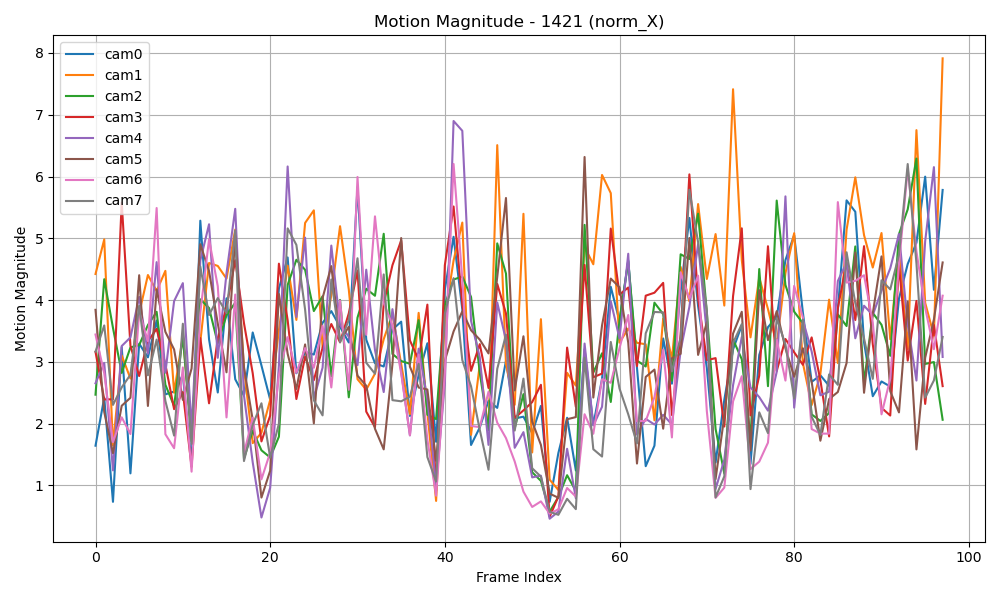 Motion Magnitude - 1421 (norm_X)
8
7
6
5
4
3
2
1
Motion Magnitude
cam0
cam1
cam2
cam3
cam4
cam5
cam6
cam7
0 20 40 60 80 100
Frame Index